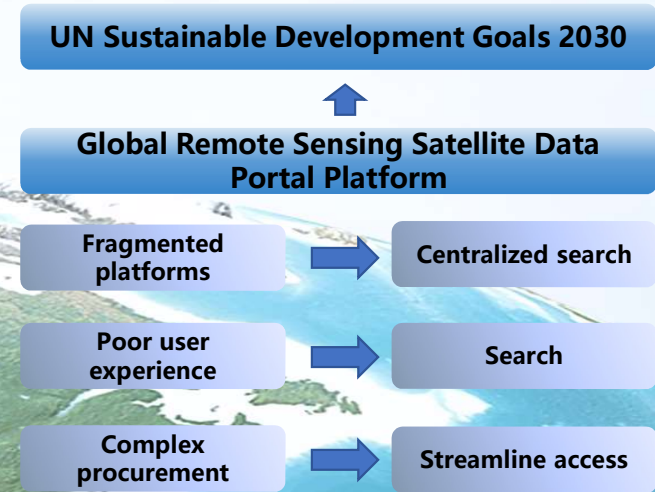 UN Sustainable Development Goals 2030
Global Remote Sensing Satellite Data
Portal Platform
Fragmented
platforms
Centralized search
Poor user
experience
Search
Complex
procurement
Streamline access